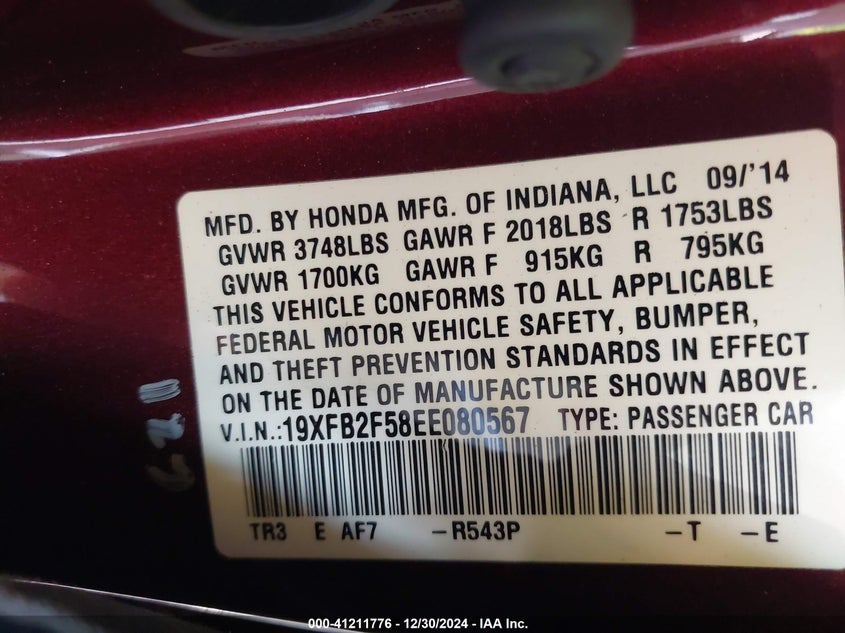 MFD. BY HONDA MFG. OF INDIANA, LLC 09/'14
GVWR 3748LBS GAWR F 2018LBS R 1753LBS
GVWR 1700KG GAWR F 915KG R 795KG
THIS VEHICLE CONFORMS TO ALL APPLICABLE
FEDERAL MOTOR VEHICLE SAFETY, BUMPER,
AND THEFT PREVENTION STANDARDS IN EFFECT
ON THE DATE OF MANUFACTURE SHOWN ABOVE.
V.I.N.:19XFB2F58EE080567 TYPE: PASSENGER CAR
TR3 E AF7 -R543P -T -E
000-41211776 - 12/30/2024 - IAA Inc.